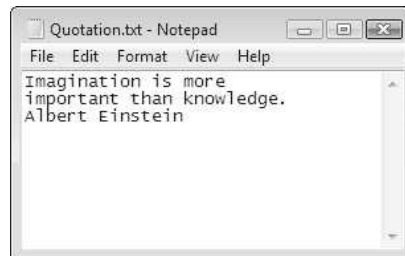 Quotation.txt - Notepad
File Edit Format View Help
Imagination is more
important than knowledge.
Albert Einstein